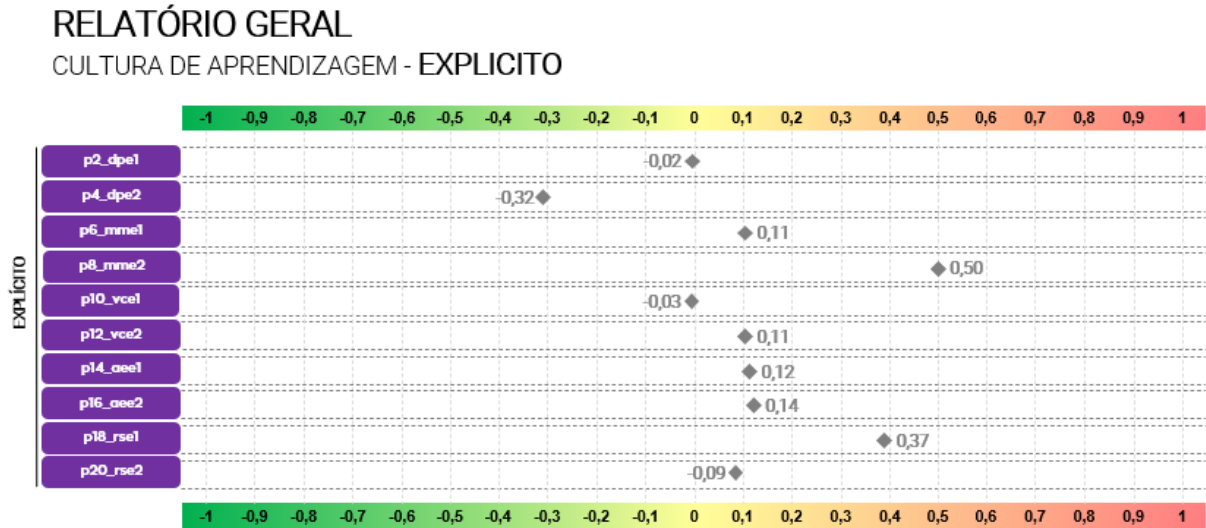 RELATÓRIO GERAL
CULTURA DE APRENDIZAGEM - EXPLICITO
-1 -0,9 -0,8 -0,7 -0,6 -0,5 -0,4 -0,3 -0,2 -0,1 0 0,1 0,2 0,3 0,4 0,5 0,6 0,7 0,8 0,9 1
EXPLÍCITO
p2_dpe1 -0,02
p4_dpe2 -0,32
p6_mme1 0,11
p8_mme2 0,50
p10_vce1 -0,03
p12_vce2 0,11
p14_aee1 0,12
p16_aee2 0,14
p18_rse1 0,37
p20_rse2 -0,09
-1 -0,9 -0,8 -0,7 -0,6 -0,5 -0,4 -0,3 -0,2 -0,1 0 0,1 0,2 0,3 0,4 0,5 0,6 0,7 0,8 0,9 1